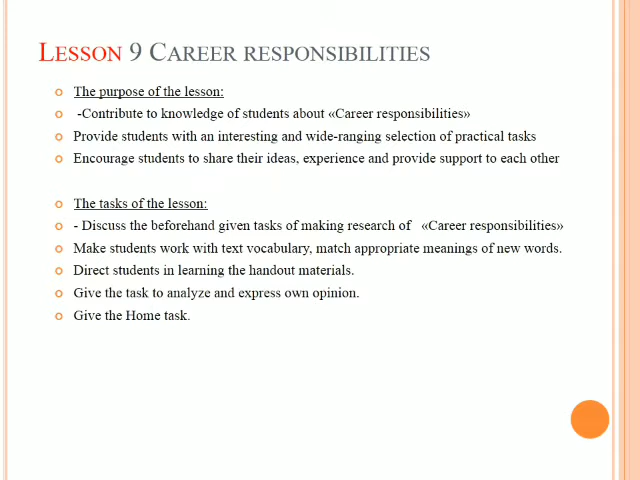 Lesson 9 Career responsibilities
The purpose of the lesson:
-Contribute to knowledge of students about «Career responsibilities»
Provide students with an interesting and wide-ranging selection of practical tasks
Encourage students to share their ideas, experience and provide support to each other
The tasks of the lesson:
- Discuss the beforehand given tasks of making research of «Career responsibilities»
Make students work with text vocabulary, match appropriate meanings of new words.
Direct students in learning the handout materials.
Give the task to analyze and express own opinion.
Give the Home task.